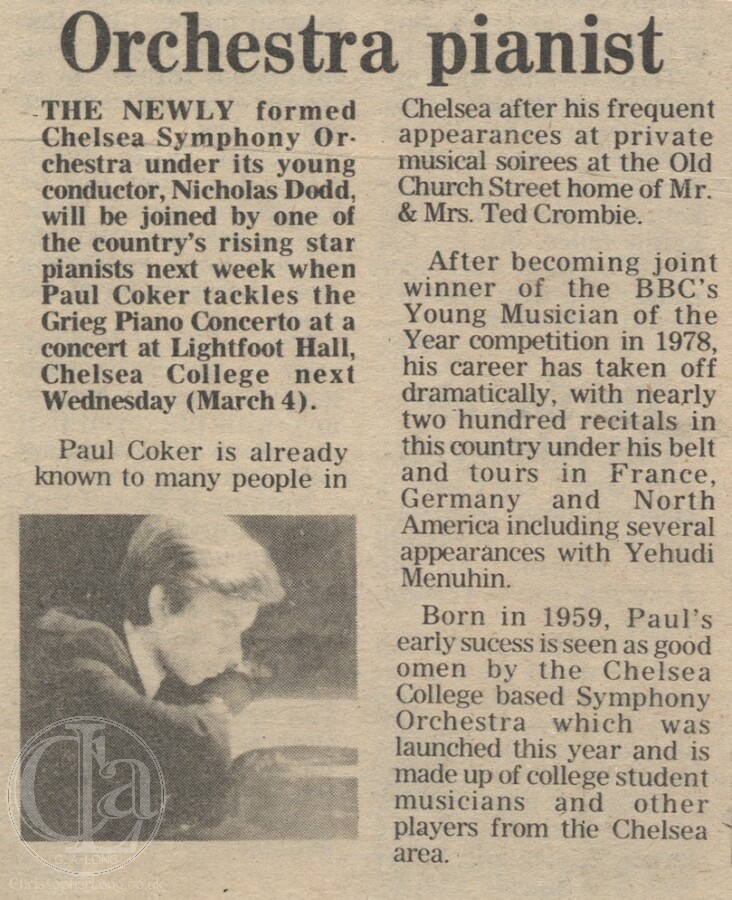 Orchestra pianist
THE NEWLY formed
Chelsea Symphony Or-
chestra under its young
conductor, Nicholas Dodd,
will be joined by one of
the country's rising star
pianists next week when
Paul Coker tackles the
Grieg Piano Concerto at a
concert at Lightfoot Hall,
Chelsea College next
Wednesday (March 4).
Paul Coker is already
known to many people in
Chelsea after his frequent
appearances at private
musical soirees at the Old
Church Street home of Mr.
& Mrs. Ted Crombie.
After becoming joint
winner of the BBC's
Young Musician of the
Year competition in 1978,
his career has taken off
dramatically, with nearly
two hundred recitals in
this country under his belt
and tours in France,
Germany and North
America including several
appearances with Yehudi
Menuhin.
Born in 1959, Paul's
early sucess is seen as good
omen by the Chelsea
College based Symphony
Orchestra which was
launched this year and is
made up of college student
musicians and other
players from the Chelsea
area.
CLa
C. A. LONG
ChristopherLong.co.uk